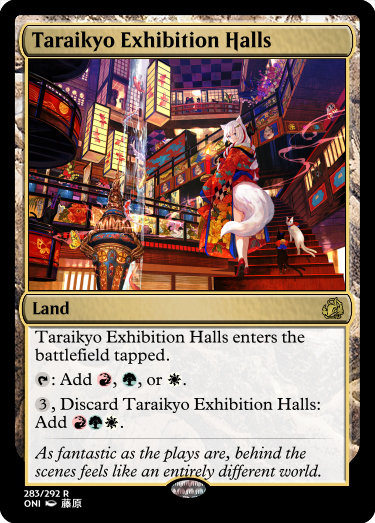 Taraikyo Exhibition Halls
Land
Taraikyo Exhibition Halls enters the
battlefield tapped.
: Add , , or .
3, Discard Taraikyo Exhibition Halls:
Add .
As fantastic as the plays are, behind the
scenes feels like an entirely different world.
283/292 R
ONI 藤原